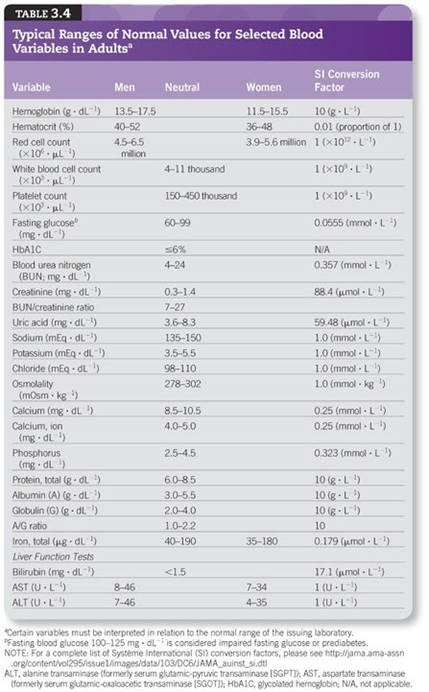 TABLE 3.4
Typical Ranges of Normal Values for Selected Blood
Variables in Adultsᵃ
SI Conversion
Variable Men Neutral Women Factor
Hemoglobin (g · dL⁻¹) 13.5–17.5 11.5–15.5 10 (g · L⁻¹)
Hematocrit (%) 40–52 36–48 0.01 (proportion of 1)
Red cell count 4.5–6.5 3.9–5.6 million 1 (×10¹² · L⁻¹)
(×10⁶ · μL⁻¹) million
White blood cell count 4–11 thousand 1 (×10⁹ · L⁻¹)
(×10³ · μL⁻¹)
Platelet count 150–450 thousand 1 (×10⁹ · L⁻¹)
(×10³ · μL⁻¹)
Fasting glucoseᵇ 60–99 0.0555 (mmol · L⁻¹)
(mg · dL⁻¹)
HbA1C ≤6% N/A
Blood urea nitrogen 4–24 0.357 (mmol · L⁻¹)
(BUN; mg · dL⁻¹)
Creatinine (mg · dL⁻¹) 0.3–1.4 88.4 (μmol · L⁻¹)
BUN/creatinine ratio 7–27
Uric acid (mg · dL⁻¹) 3.6–8.3 59.48 (μmol · L⁻¹)
Sodium (mEq · dL⁻¹) 135–150 1.0 (mmol · L⁻¹)
Potassium (mEq · dL⁻¹) 3.5–5.5 1.0 (mmol · L⁻¹)
Chloride (mEq · dL⁻¹) 98–110 1.0 (mmol · L⁻¹)
Osmolality 278–302 1.0 (mmol · kg⁻¹)
(mOsm · kg⁻¹)
Calcium (mg · dL⁻¹) 8.5–10.5 0.25 (mmol · L⁻¹)
Calcium, ion 4.0–5.0 0.25 (mmol · L⁻¹)
(mg · dL⁻¹)
Phosphorus 2.5–4.5 0.323 (mmol · L⁻¹)
(mg · dL⁻¹)
Protein, total (g · dL⁻¹) 6.0–8.5 10 (g · L⁻¹)
Albumin (A) (g · dL⁻¹) 3.0–5.5 10 (g · L⁻¹)
Globulin (G) (g · dL⁻¹) 2.0–4.0 10 (g · L⁻¹)
A/G ratio 1.0–2.2 10
Iron, total (μg · dL⁻¹) 40–190 35–180 0.179 (μmol · L⁻¹)
Liver Function Tests
Bilirubin (mg · dL⁻¹) <1.5 17.1 (μmol · L⁻¹)
AST (U · L⁻¹) 8–46 7–34 1 (U · L⁻¹)
ALT (U · L⁻¹) 7–46 4–35 1 (U · L⁻¹)
ᵃCertain variables must be interpreted in relation to the normal range of the issuing laboratory.
ᵇFasting blood glucose 100–125 mg · dL⁻¹ is considered impaired fasting glucose or prediabetes.
NOTE: For a complete list of Système International (SI) conversion factors, please see http://jama.ama-assn
.org/content/vol295/issue1/images/data/103/DC6/JAMA_auinst_si.dtl
ALT, alanine transaminase (formerly serum glutamic-pyruvic transaminase [SGPT]); AST, aspartate transaminase
(formerly serum glutamic-oxaloacetic transaminase [SGOT]); HbA1C, glycolated hemoglobin; N/A, not applicable.